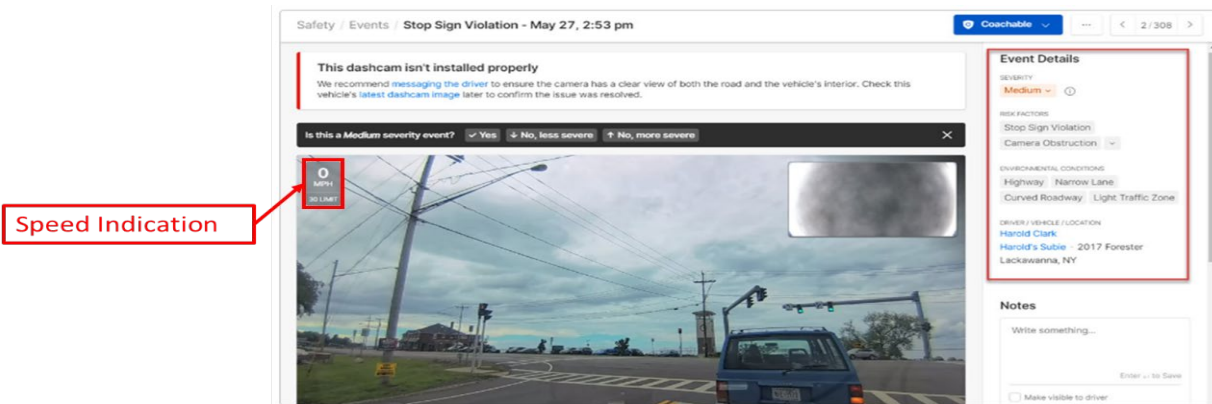 Safety / Events / Stop Sign Violation - May 27, 2:53 pm
Coachable
2 / 308
This dashcam isn't installed properly
We recommend messaging the driver to ensure the camera has a clear view of both the road and the vehicle's interior. Check this
vehicle's latest dashcam image later to confirm the issue was resolved.
Is this a Medium severity event? Yes No, less severe No, more severe
0
MPH
30 LIMIT
Speed Indication
Event Details
SEVERITY
Medium
RISK FACTORS
Stop Sign Violation
Camera Obstruction
ENVIRONMENTAL CONDITIONS
Highway Narrow Lane
Curved Roadway Light Traffic Zone
DRIVER / VEHICLE / LOCATION
Harold Clark
Harold's Subie · 2017 Forester
Lackawanna, NY
Notes
Write something...
Enter to Save
Make visible to driver